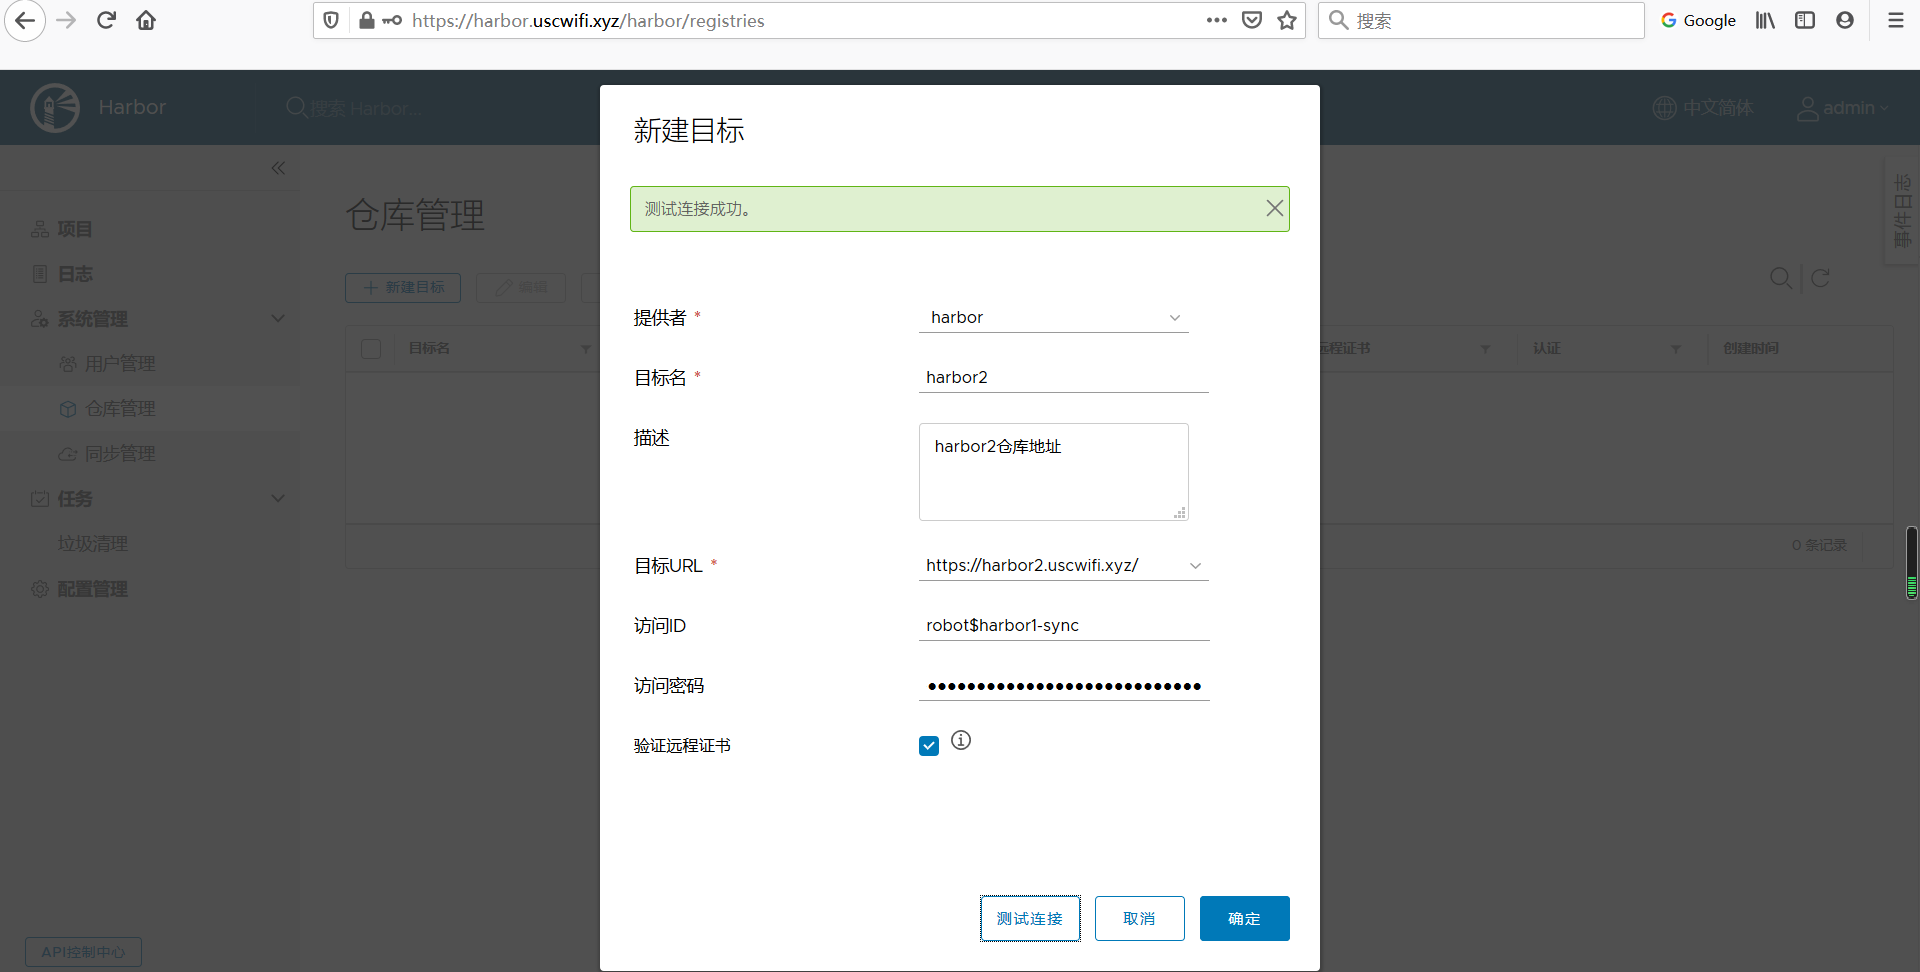 https://harbor.uscwifi.xyz/harbor/registries
搜索
Google
Harbor
搜索 Harbor...
中文简体
admin
新建目标
测试连接成功。
事件日志
仓库管理
项目
日志
新建目标
编辑
系统管理
提供者 *
harbor
目标名
远程证书
认证
创建时间
用户管理
目标名 *
harbor2
仓库管理
描述
harbor2仓库地址
同步管理
任务
垃圾清理
0 条记录
目标URL *
https://harbor2.uscwifi.xyz/
配置管理
访问ID
robot$harbor1-sync
访问密码
••••••••••••••••••••••••••••
验证远程证书
测试连接
取消
确定
API控制中心